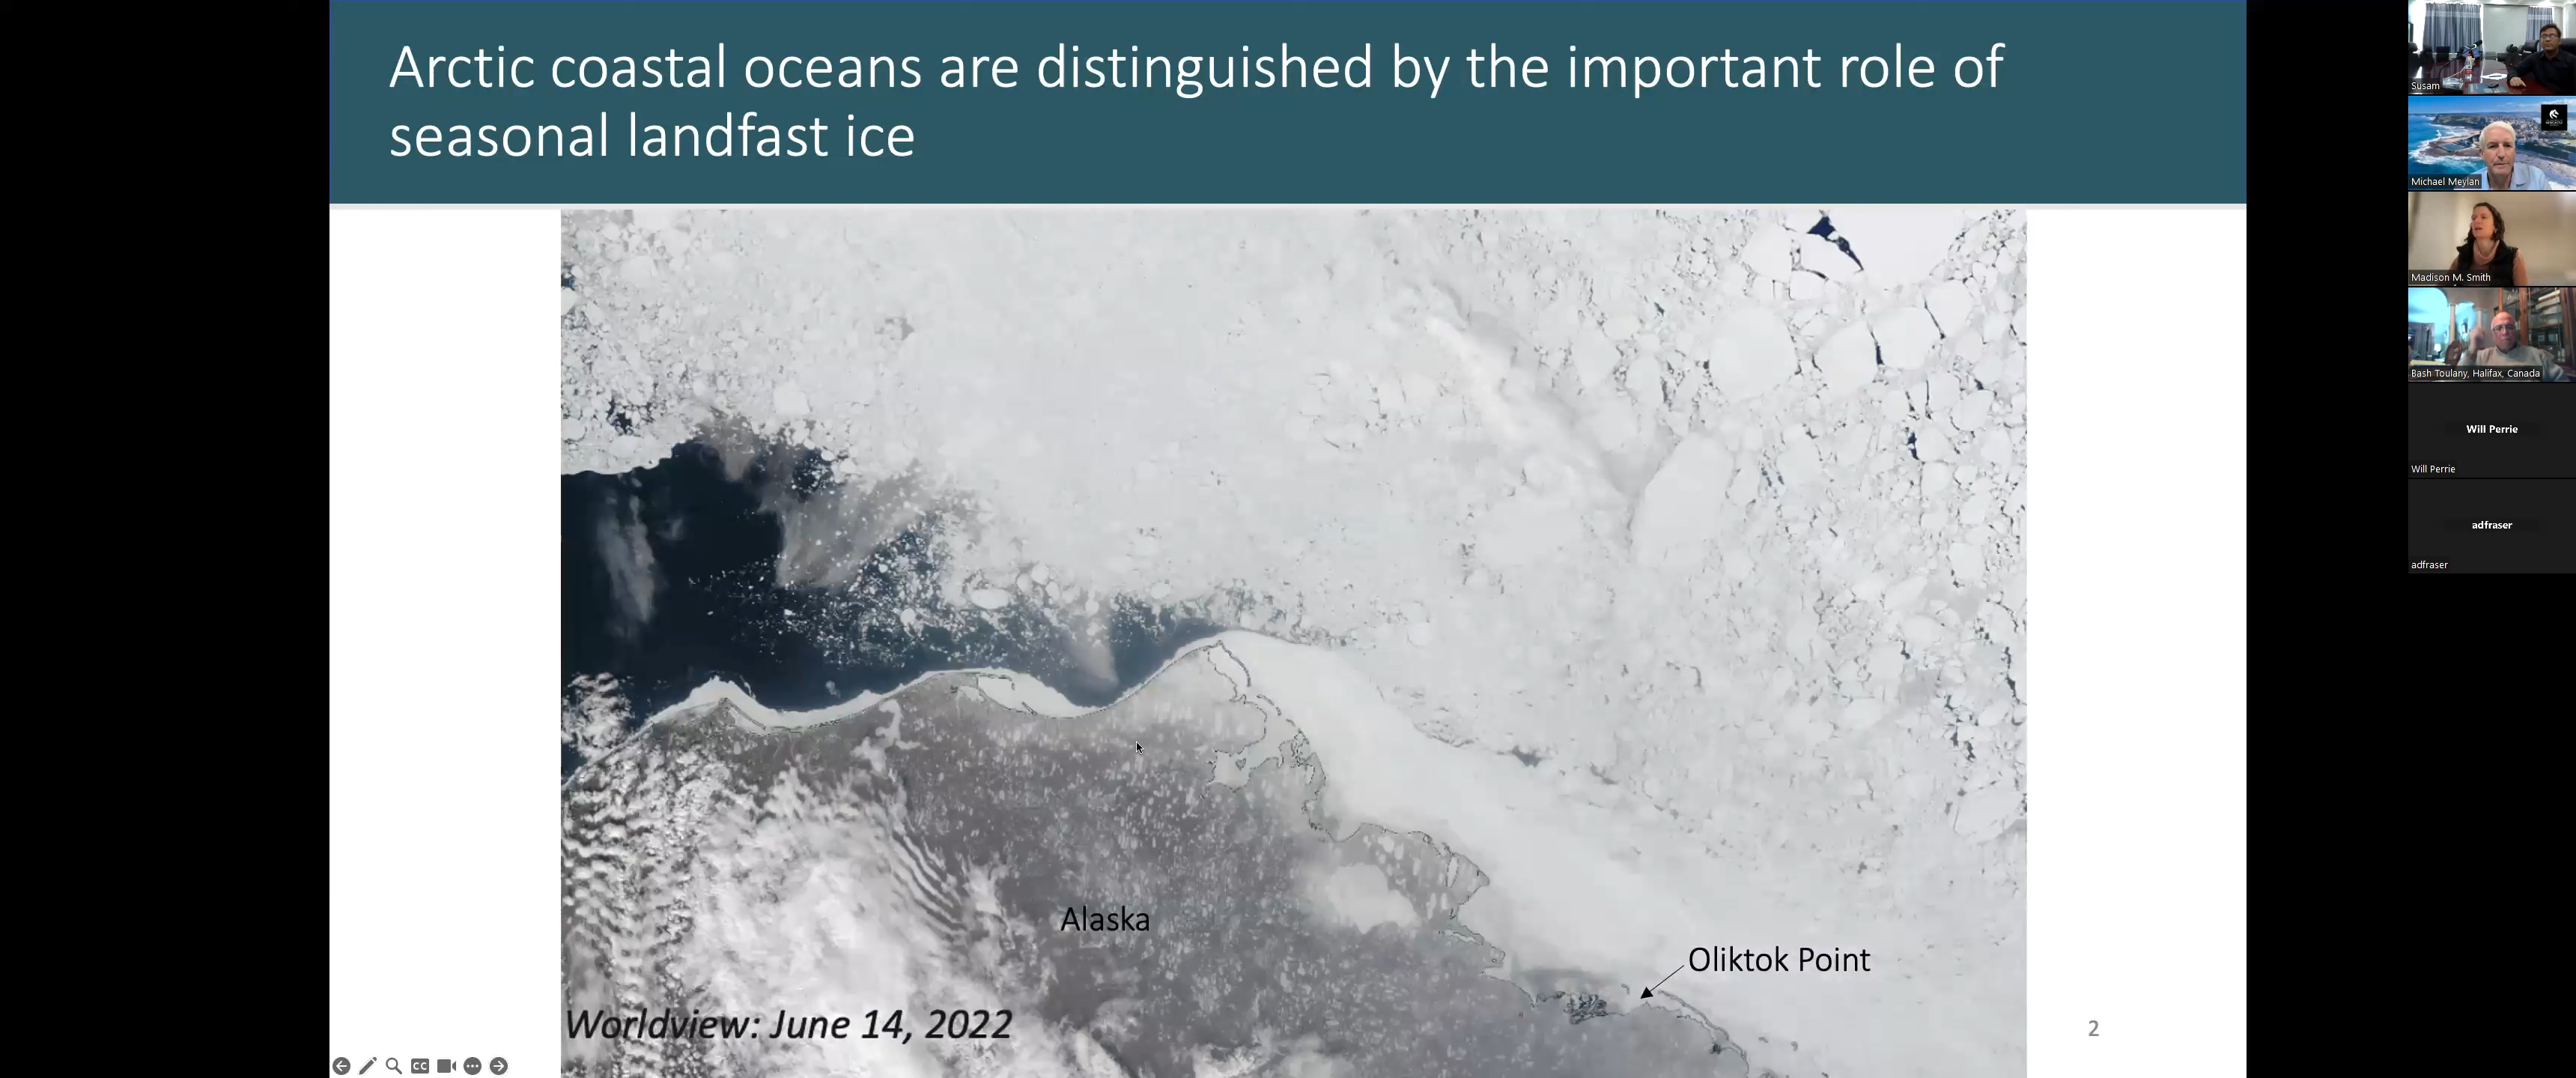 Arctic coastal oceans are distinguished by the important role of
seasonal landfast ice
Alaska
Oliktok Point
Worldview: June 14, 2022
2
CC
Susam
Michael Meylan
Madison M. Smith
Bash Toulany, Halifax, Canada
Will Perrie
Will Perrie
adfraser
adfraser